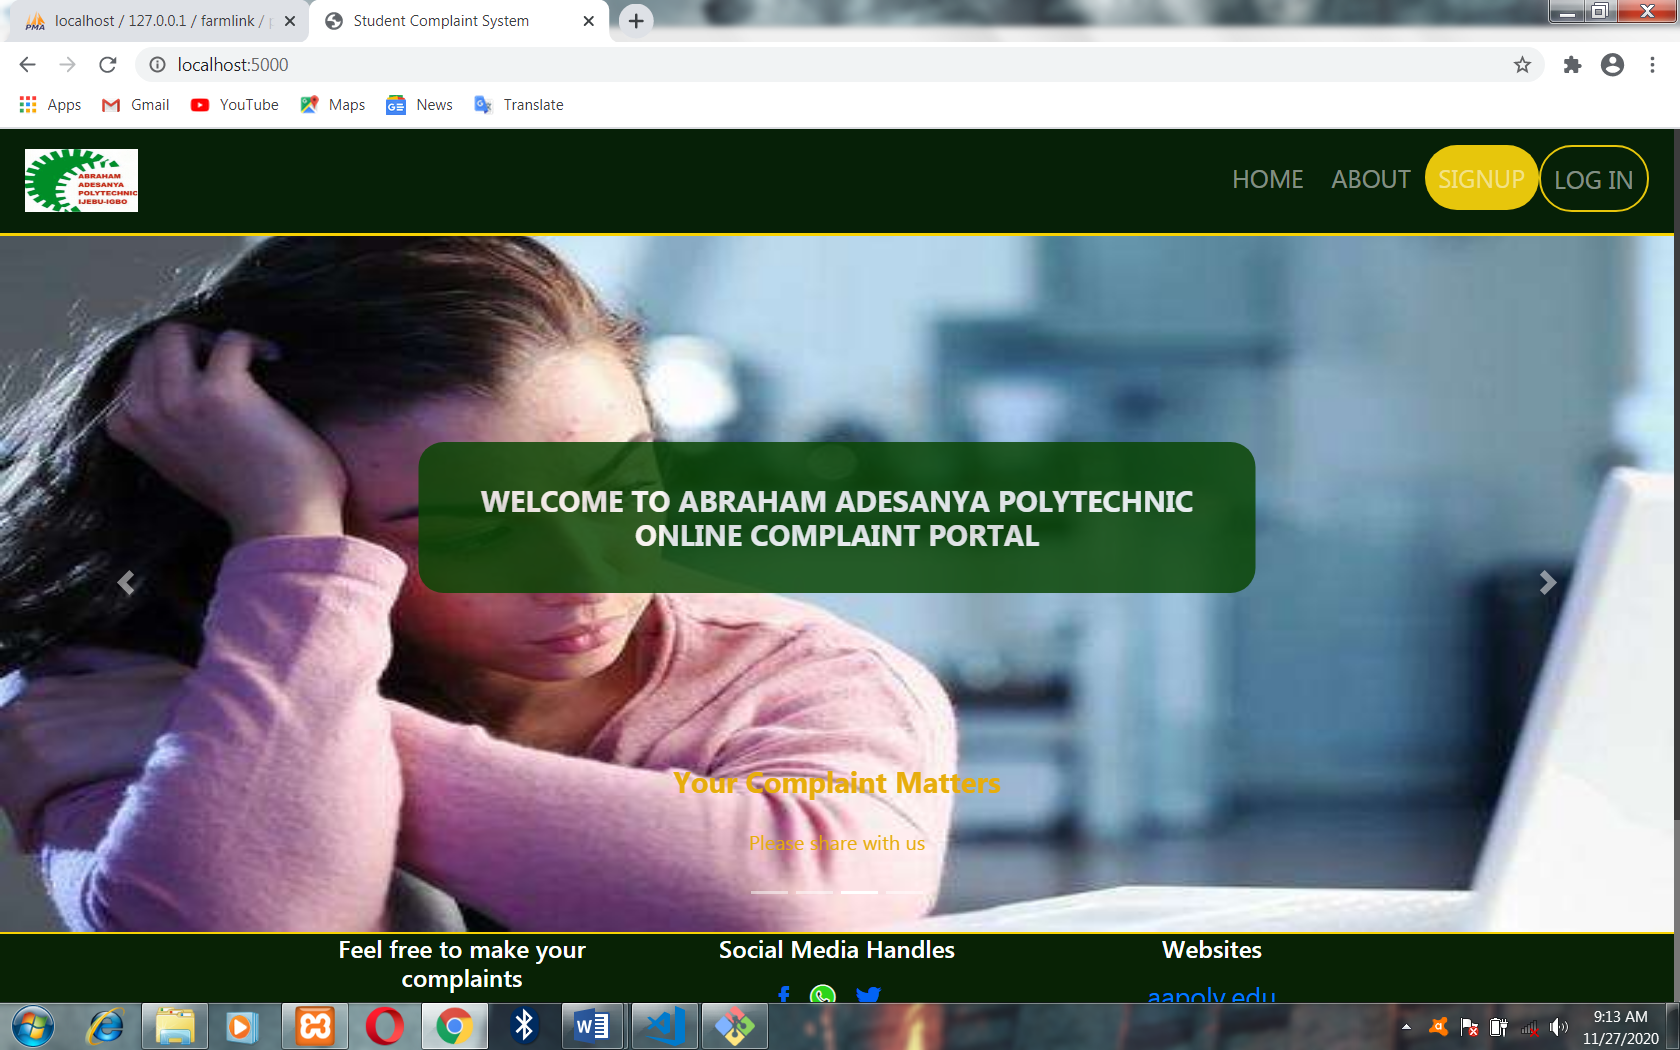 localhost / 127.0.0.1 / farmlink / p
Student Complaint System
localhost:5000
Apps
Gmail
YouTube
Maps
News
Translate
ABRAHAM
ADESANYA
POLYTECHNIC
IJEBU-IGBO
HOME
ABOUT
SIGNUP
LOG IN
WELCOME TO ABRAHAM ADESANYA POLYTECHNIC
ONLINE COMPLAINT PORTAL
Your Complaint Matters
Please share with us
Feel free to make your
complaints
Social Media Handles
Websites
aapoly.edu
9:13 AM
11/27/2020